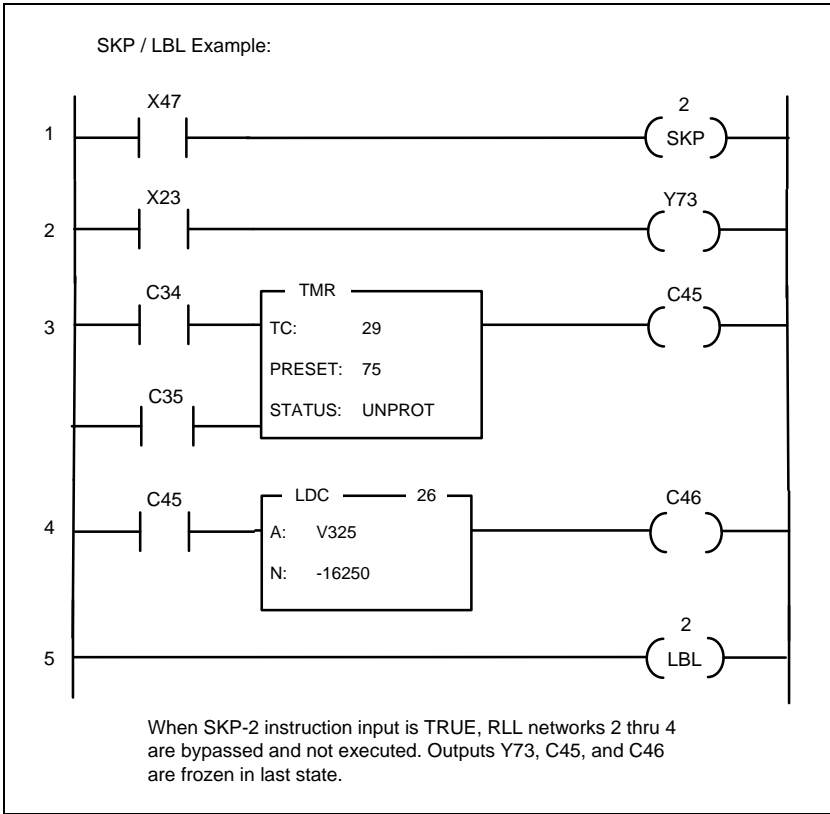 SKP / LBL Example:
X47
2
1
SKP
X23
Y73
2
C34
TMR
C45
3
TC: 29
PRESET: 75
C35
STATUS: UNPROT
C45
LDC 26
C46
4
A: V325
N: -16250
2
5
LBL
When SKP-2 instruction input is TRUE, RLL networks 2 thru 4
are bypassed and not executed. Outputs Y73, C45, and C46
are frozen in last state.